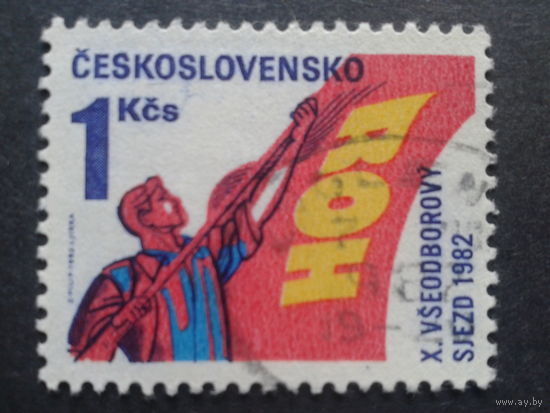 ČESKOSLOVENSKO
1 Kčs
ROH
X. VŠEODBOROVÝ
SJEZD 1982
www.ay.by